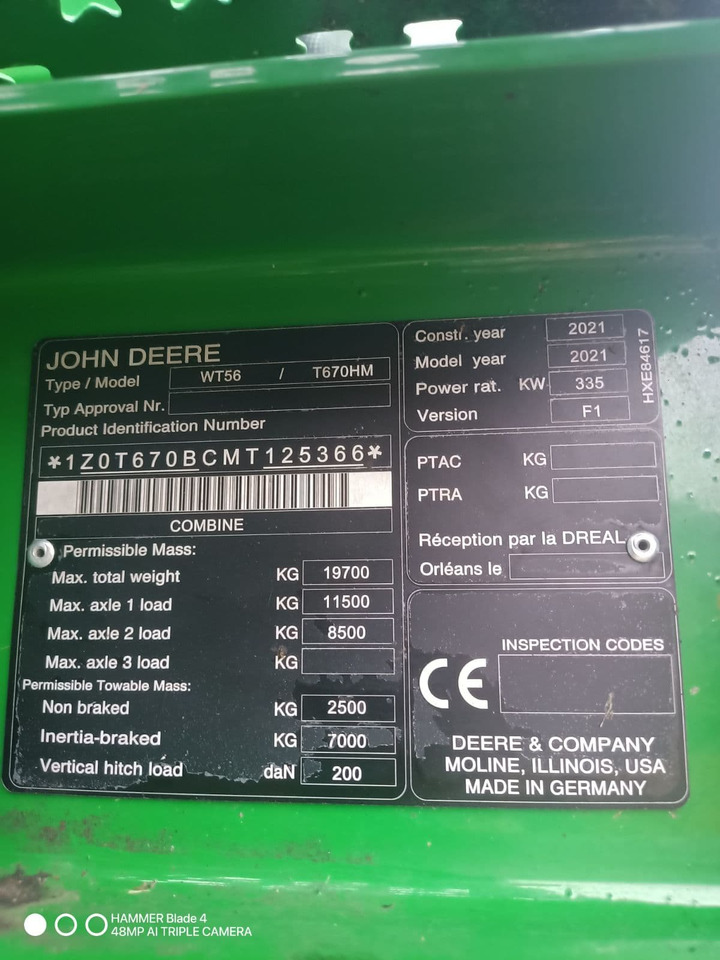 JOHN DEERE
Type / Model WT56 / T670HM
Typ Approval Nr.
Product Identification Number
*1Z0T670BCMT125366*
COMBINE
Permissible Mass:
Max. total weight KG 19700
Max. axle 1 load KG 11500
Max. axle 2 load KG 8500
Max. axle 3 load KG
Permissible Towable Mass:
Non braked KG 2500
Inertia-braked KG 7000
Vertical hitch load daN 200
Constr. year 2021
Model year 2021
Power rat. KW 335
Version F1
HXE84617
PTAC KG
PTRA KG
Réception par la DREAL
Orléans le
INSPECTION CODES
CE
DEERE & COMPANY
MOLINE, ILLINOIS, USA
MADE IN GERMANY
HAMMER Blade 4
48MP AI TRIPLE CAMERA